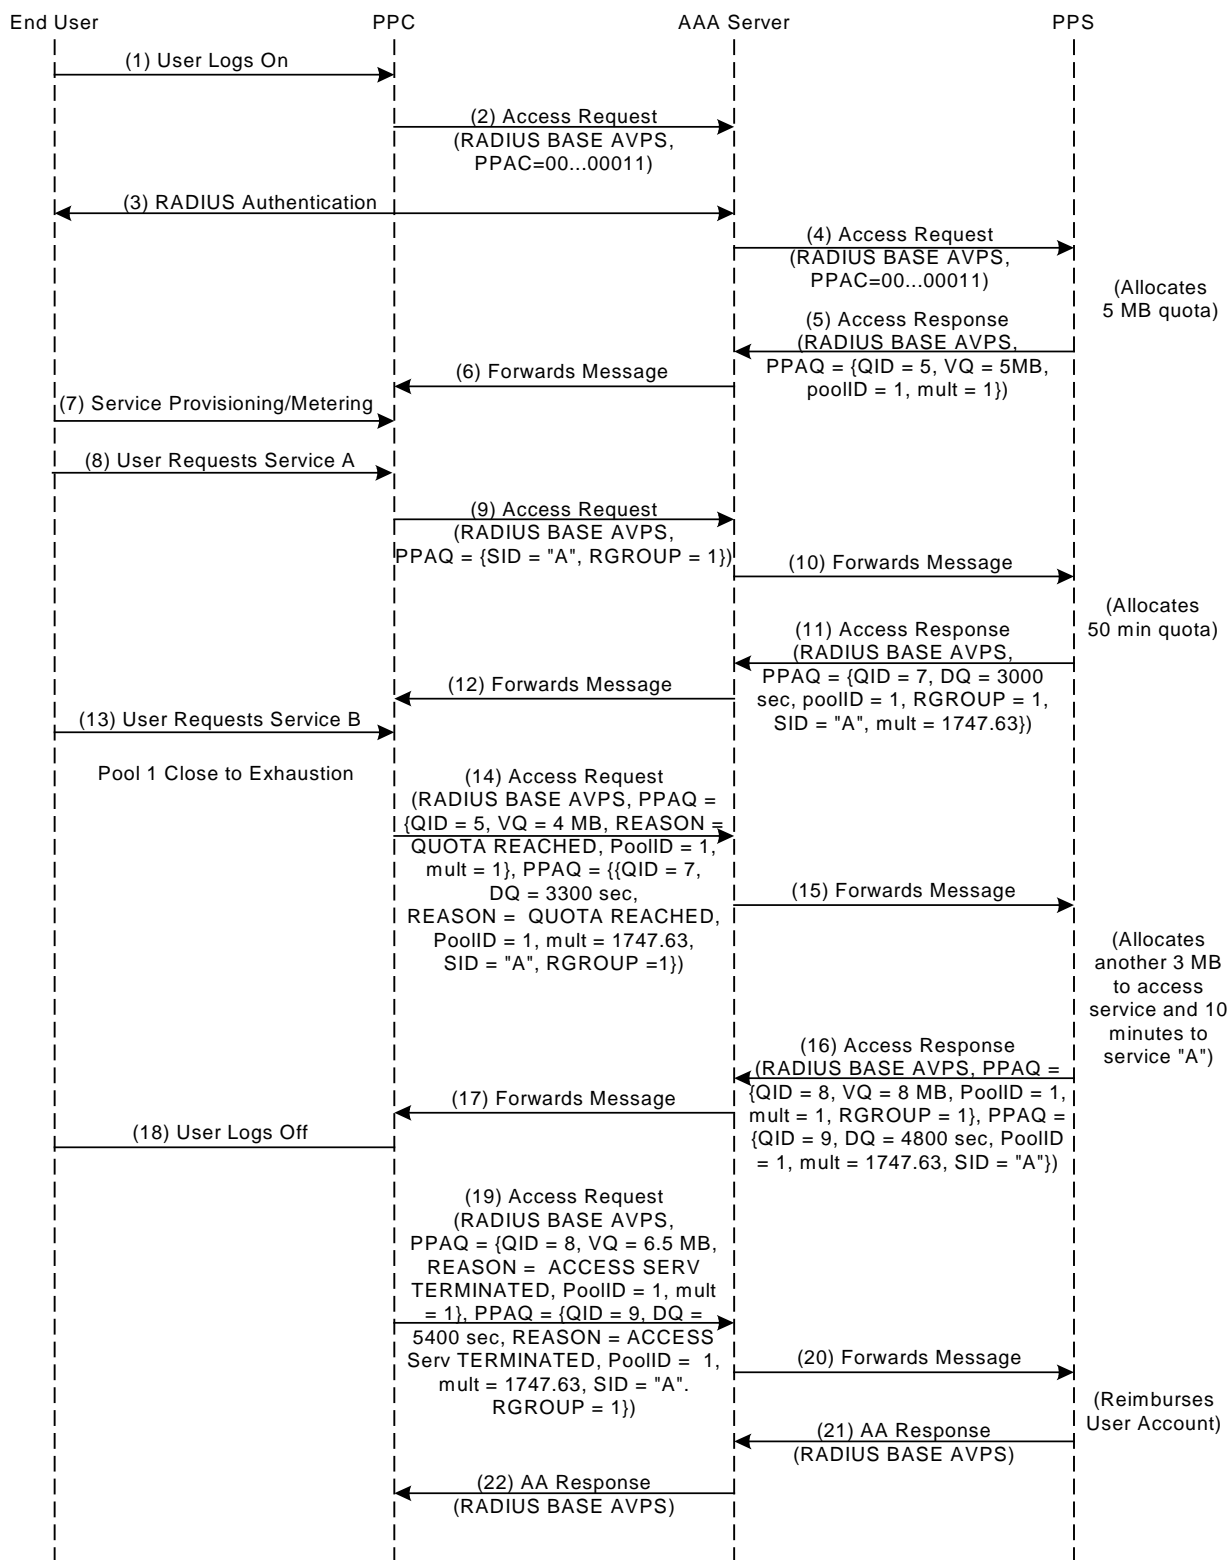 End User
PPC
AAA Server
PPS
(1) User Logs On
(2) Access Request
(RADIUS BASE AVPS,
PPAC=00...00011)
(3) RADIUS Authentication
(4) Access Request
(RADIUS BASE AVPS,
PPAC=00...00011)
(Allocates
5 MB quota)
(5) Access Response
(RADIUS BASE AVPS,
PPAQ = {QID = 5, VQ = 5MB,
poolID = 1, mult = 1})
(6) Forwards Message
(7) Service Provisioning/Metering
(8) User Requests Service A
(9) Access Request
(RADIUS BASE AVPS,
PPAQ = {SID = "A", RGROUP = 1})
(10) Forwards Message
(Allocates
50 min quota)
(11) Access Response
(RADIUS BASE AVPS,
PPAQ = {QID = 7, DQ = 3000
sec, poolID = 1, RGROUP = 1,
SID = "A", mult = 1747.63})
(12) Forwards Message
(13) User Requests Service B
Pool 1 Close to Exhaustion
(14) Access Request
(RADIUS BASE AVPS, PPAQ =
{QID = 5, VQ = 4 MB, REASON =
QUOTA REACHED, PoolID = 1,
mult = 1}, PPAQ = {{QID = 7,
DQ = 3300 sec,
REASON = QUOTA REACHED,
PoolID = 1, mult = 1747.63,
SID = "A", RGROUP =1})
(15) Forwards Message
(Allocates
another 3 MB
to access
service and 10
minutes to
service "A")
(16) Access Response
(RADIUS BASE AVPS, PPAQ =
{QID = 8, VQ = 8 MB, PoolID = 1,
mult = 1, RGROUP = 1}, PPAQ =
{QID = 9, DQ = 4800 sec, PoolID
= 1, mult = 1747.63, SID = "A"})
(17) Forwards Message
(18) User Logs Off
(19) Access Request
(RADIUS BASE AVPS,
PPAQ = {QID = 8, VQ = 6.5 MB,
REASON = ACCESS SERV
TERMINATED, PoolID = 1, mult
= 1}, PPAQ = {QID = 9, DQ =
5400 sec, REASON = ACCESS
Serv TERMINATED, PoolID = 1,
mult = 1747.63, SID = "A".
RGROUP = 1})
(20) Forwards Message
(Reimburses
User Account)
(21) AA Response
(RADIUS BASE AVPS)
(22) AA Response
(RADIUS BASE AVPS)